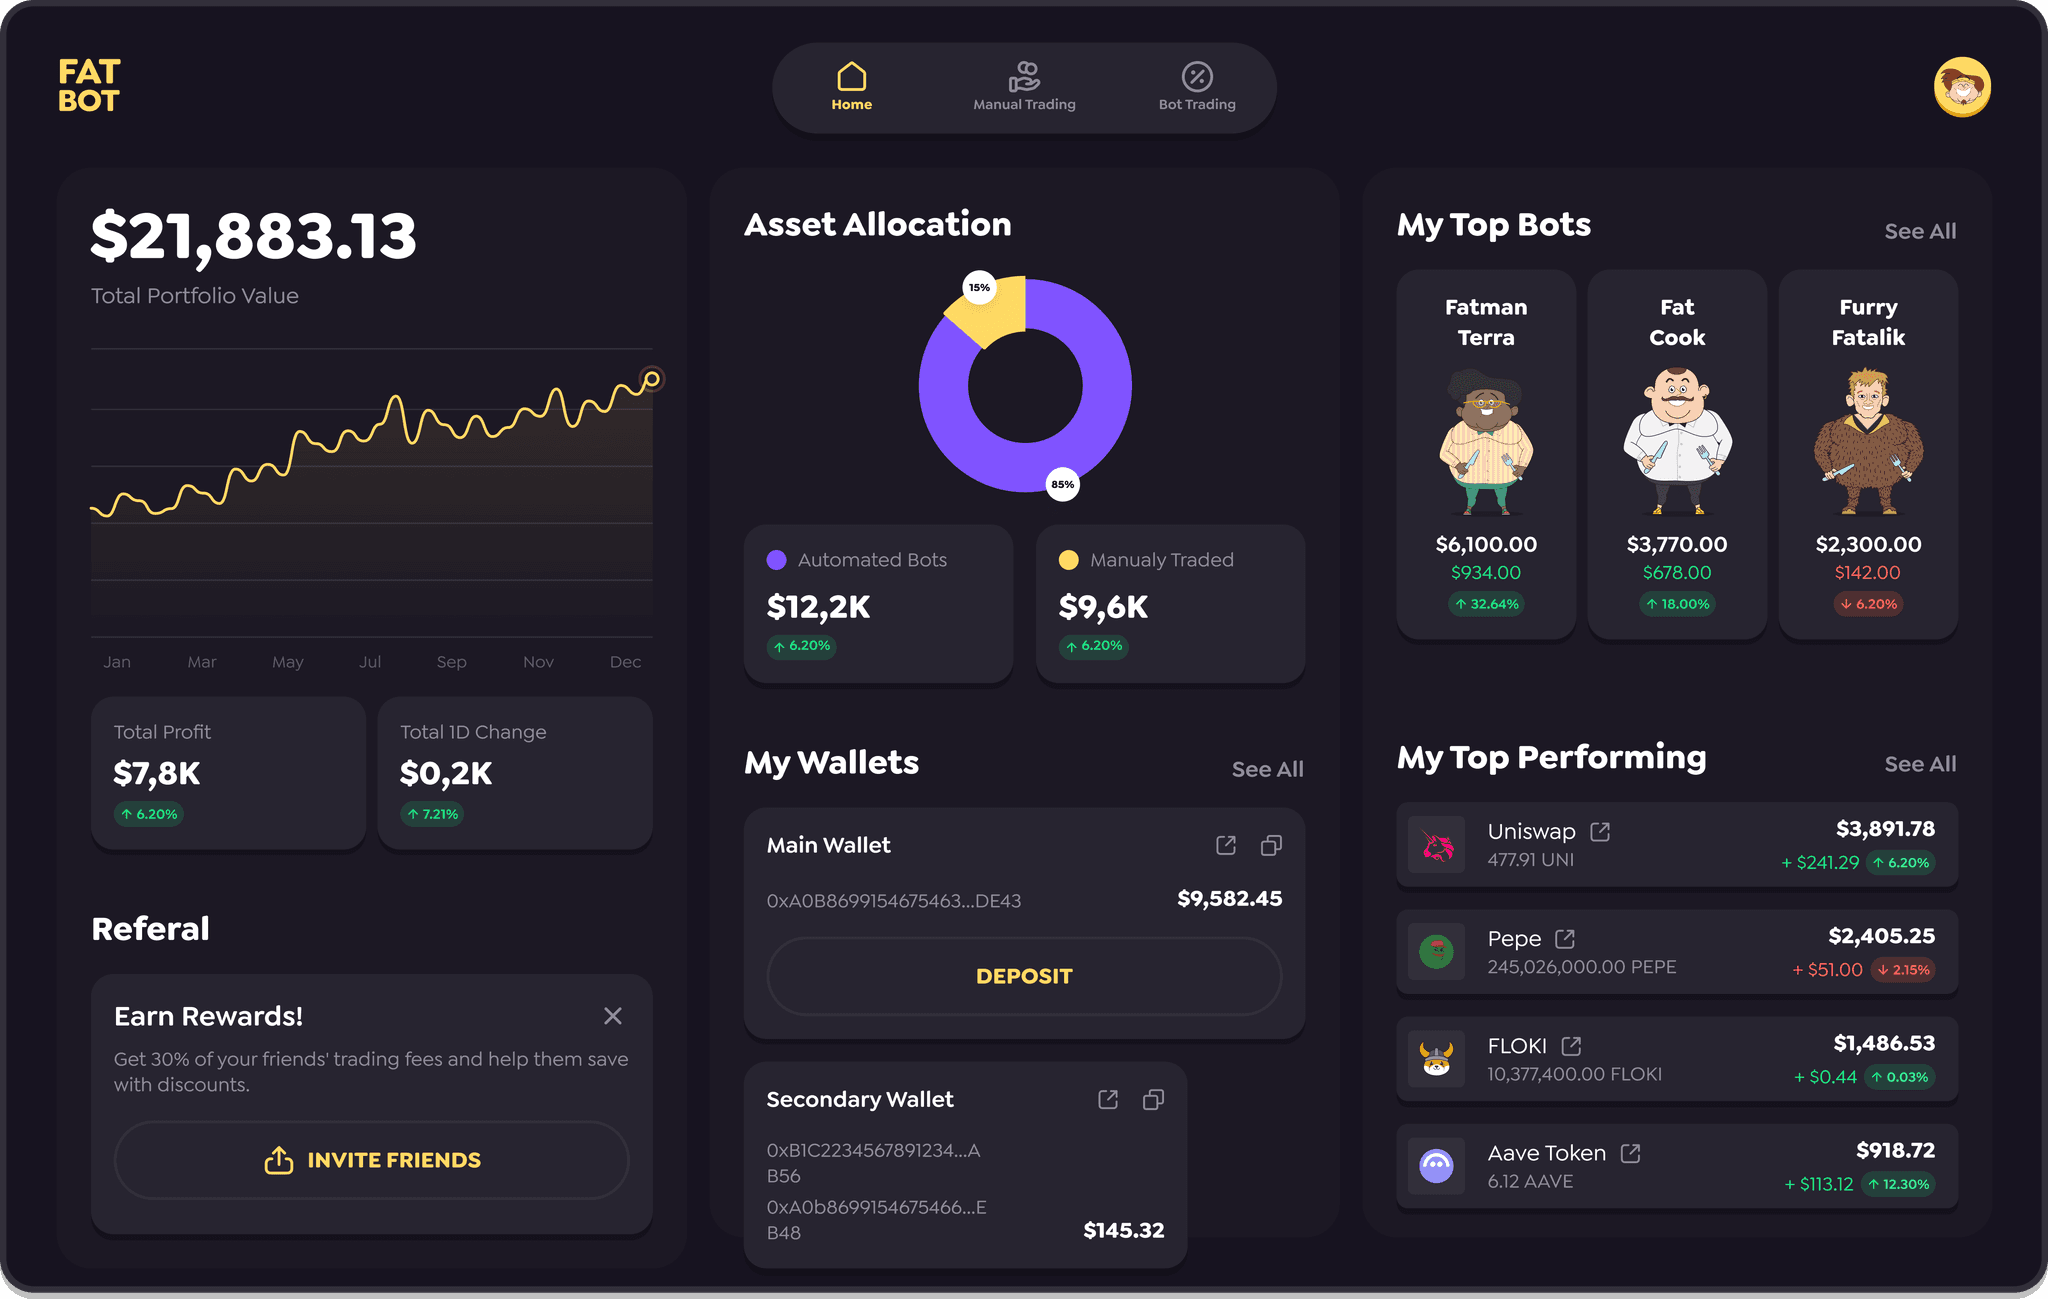 FAT
BOT
Home
Manual Trading
Bot Trading
$21,883.13
Total Portfolio Value
Jan Mar May Jul Sep Nov Dec
Total Profit
$7,8K
↑ 6.20%
Total 1D Change
$0,2K
↑ 7.21%
Referal
Earn Rewards!
Get 30% of your friends' trading fees and help them save
with discounts.
INVITE FRIENDS
Asset Allocation
15%
85%
Automated Bots
$12,2K
↑ 6.20%
Manualy Traded
$9,6K
↑ 6.20%
My Wallets
See All
Main Wallet
0xA0B8699154675463...DE43
$9,582.45
DEPOSIT
Secondary Wallet
0xB1C2234567891234...A
B56
0xA0b8699154675466...E
B48
$145.32
My Top Bots
See All
Fatman
Terra
$6,100.00
$934.00
↑ 32.64%
Fat
Cook
$3,770.00
$678.00
↑ 18.00%
Furry
Fatalik
$2,300.00
$142.00
↓ 6.20%
My Top Performing
See All
Uniswap
477.91 UNI
$3,891.78
+ $241.29 ↑ 6.20%
Pepe
245,026,000.00 PEPE
$2,405.25
+ $51.00 ↓ 2.15%
FLOKI
10,377,400.00 FLOKI
$1,486.53
+ $0.44 ↑ 0.03%
Aave Token
6.12 AAVE
$918.72
+ $113.12 ↑ 12.30%